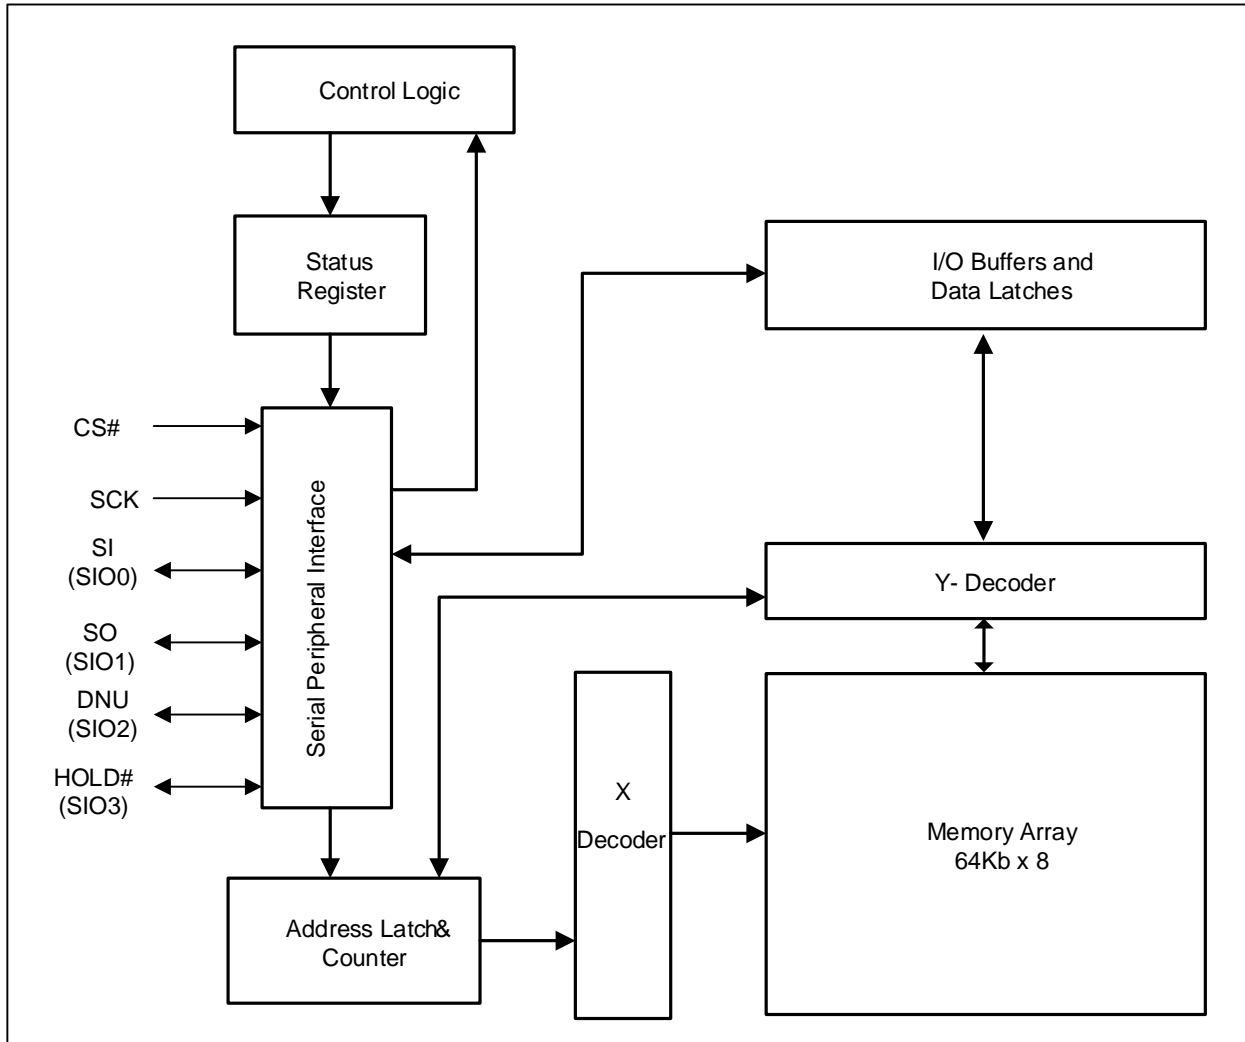 Control Logic
Status
Register
I/O Buffers and
Data Latches
CS#
SCK
SI
(SIO0)
SO
(SIO1)
DNU
(SIO2)
HOLD#
(SIO3)
Serial Peripheral Interface
Y- Decoder
X
Decoder
Memory Array
64Kb x 8
Address Latch&
Counter